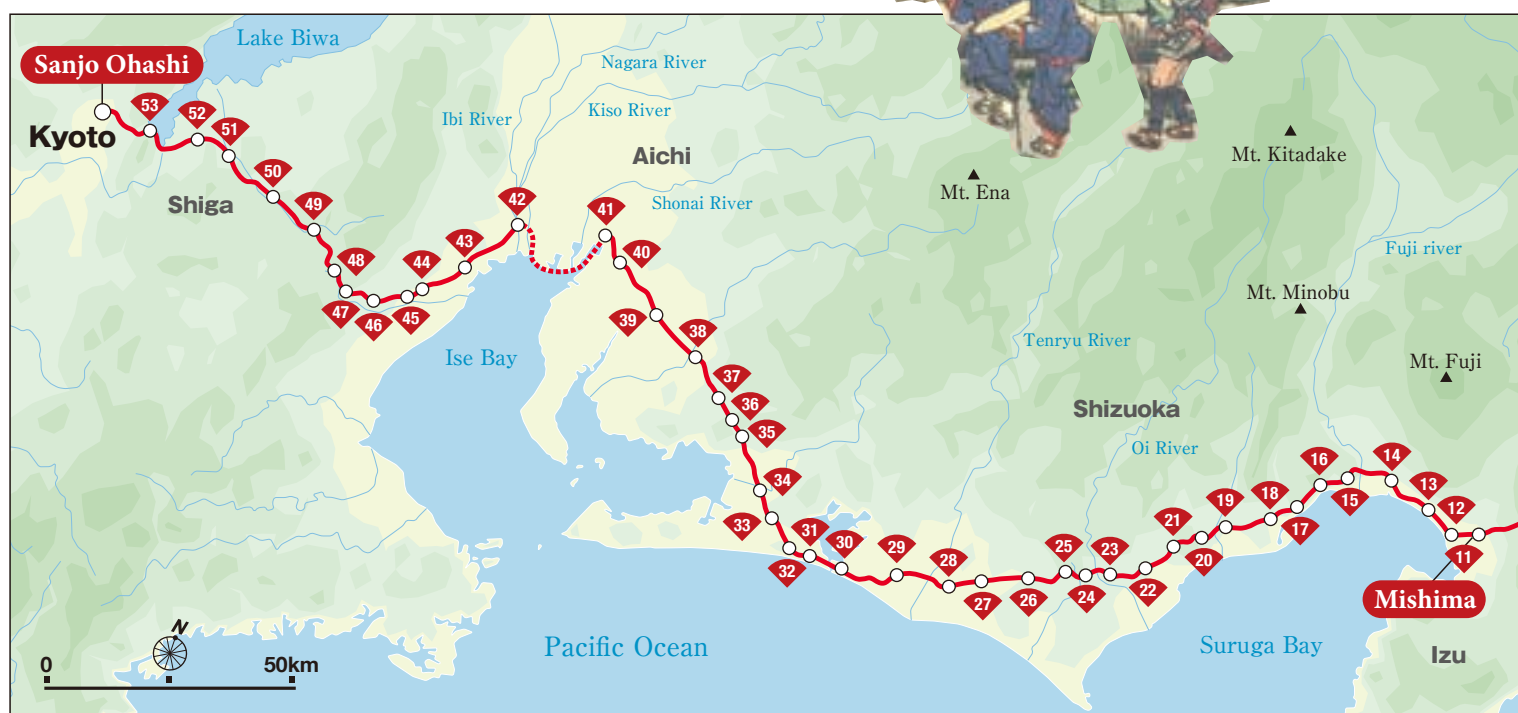 Lake Biwa
Sanjo Ohashi
Nagara River
Kiso River
Ibi River
Kyoto
53
52
51
Aichi
Mt. Kitadake
Mt. Ena
50
Shiga
49
42
41
Shonai River
40
43
48
44
Fuji river
Mt. Minobu
47
46
45
39
38
Ise Bay
Tenryu River
Mt. Fuji
37
36
35
Shizuoka
Oi River
34
33
16
15
14
13
12
11
31
30
32
29
28
27
26
25
24
23
22
21
20
19
18
17
Mishima
N
0
50km
Pacific Ocean
Suruga Bay
Izu